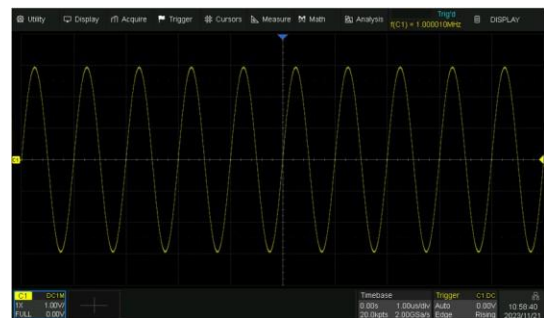 Utility Display Acquire Trigger Cursors Measure Math Analysis Trig'd DISPLAY
f(C1) = 1.000010MHz
C1
C1 DC1M
1X 1.00V/
FULL 0.00V
Timebase
0.00s 1.00us/div
20.0kpts 2.00GSa/s
Trigger C1 DC
Auto 0.00V
Edge Rising
10:58:40
2023/11/21